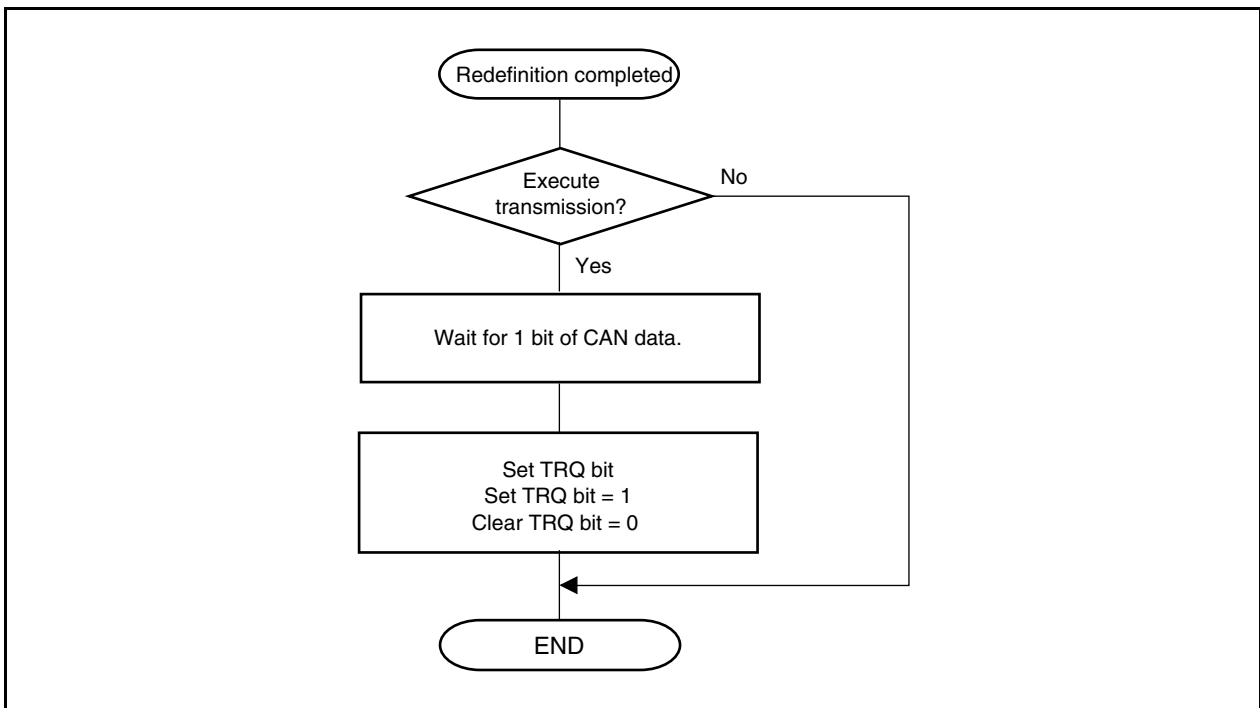 Redefinition completed
Execute
transmission?
No
Yes
Wait for 1 bit of CAN data.
Set TRQ bit
Set TRQ bit = 1
Clear TRQ bit = 0
END